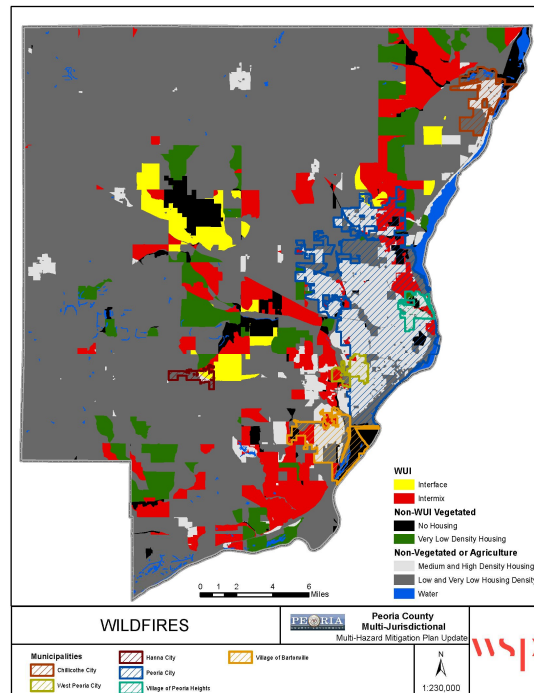 WUI
Interface
Intermix
Non-WUI Vegetated
No Housing
Very Low Density Housing
Non-Vegetated or Agriculture
Medium and High Density Housing
Low and Very Low Housing Density
Water
0 1 2 4 6
Miles
WILDFIRES
PEORIA
Peoria County
Multi-Jurisdictional
Multi-Hazard Mitigation Plan Update
Municipalities
Chillicothe City
West Peoria City
Hanna City
Peoria City
Village of Peoria Heights
Village of Bartonville
N
1:230,000
WSP